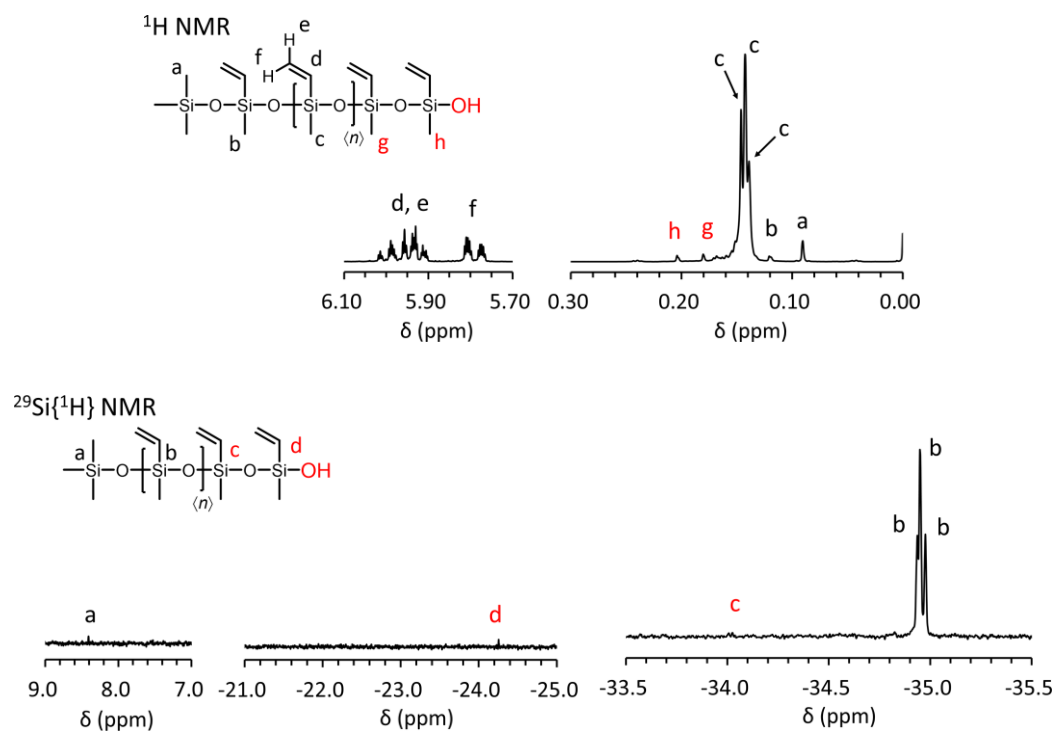 ¹H NMR
e
H
f
H
d
a
Si
O
Si
O
Si
O
Si
O
Si
OH
⟨n⟩
b
c
g
h
c
c
c
d, e
f
h
g
b
a
6.10
5.90
5.70
0.30
0.20
0.10
0.00
δ (ppm)
δ (ppm)
²⁹Si{¹H} NMR
a
b
c
d
Si
O
Si
O
Si
O
Si
OH
⟨n⟩
b
b
b
a
d
c
9.0
8.0
7.0
-21.0
-22.0
-23.0
-24.0
-25.0
-33.5
-34.0
-34.5
-35.0
-35.5
δ (ppm)
δ (ppm)
δ (ppm)